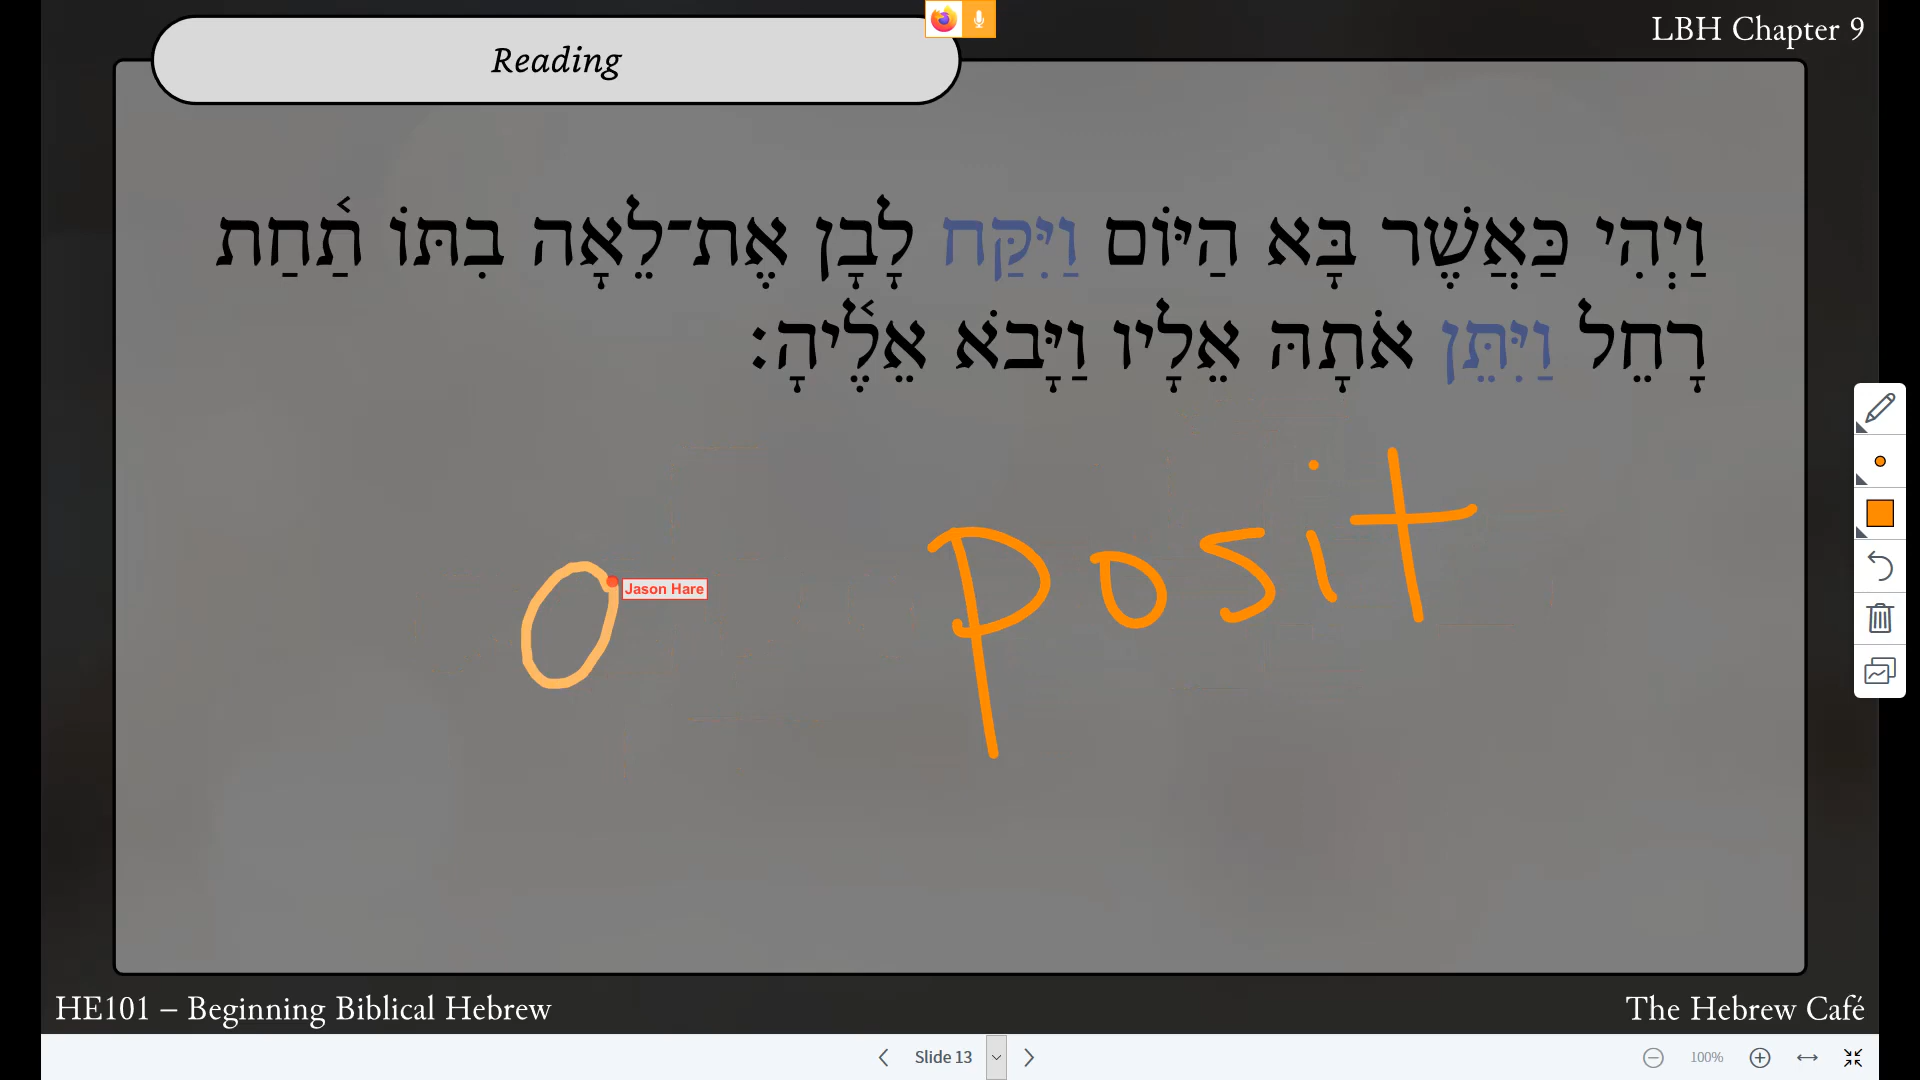 LBH Chapter 9
Reading
וַיְהִי כַּאֲשֶׁר בָּא הַיּוֹם וַיִּקַּח לָבָן אֶת־לֵאָה בִתּוֹ תַ֫חַת
רָחֵל וַיִּתֵּן אֹתָהּ אֵלָיו וַיָּבֹא אֵלֶ֫יהָ׃
posit
O
Jason Hare
HE101 – Beginning Biblical Hebrew
The Hebrew Café
Slide 13
100%